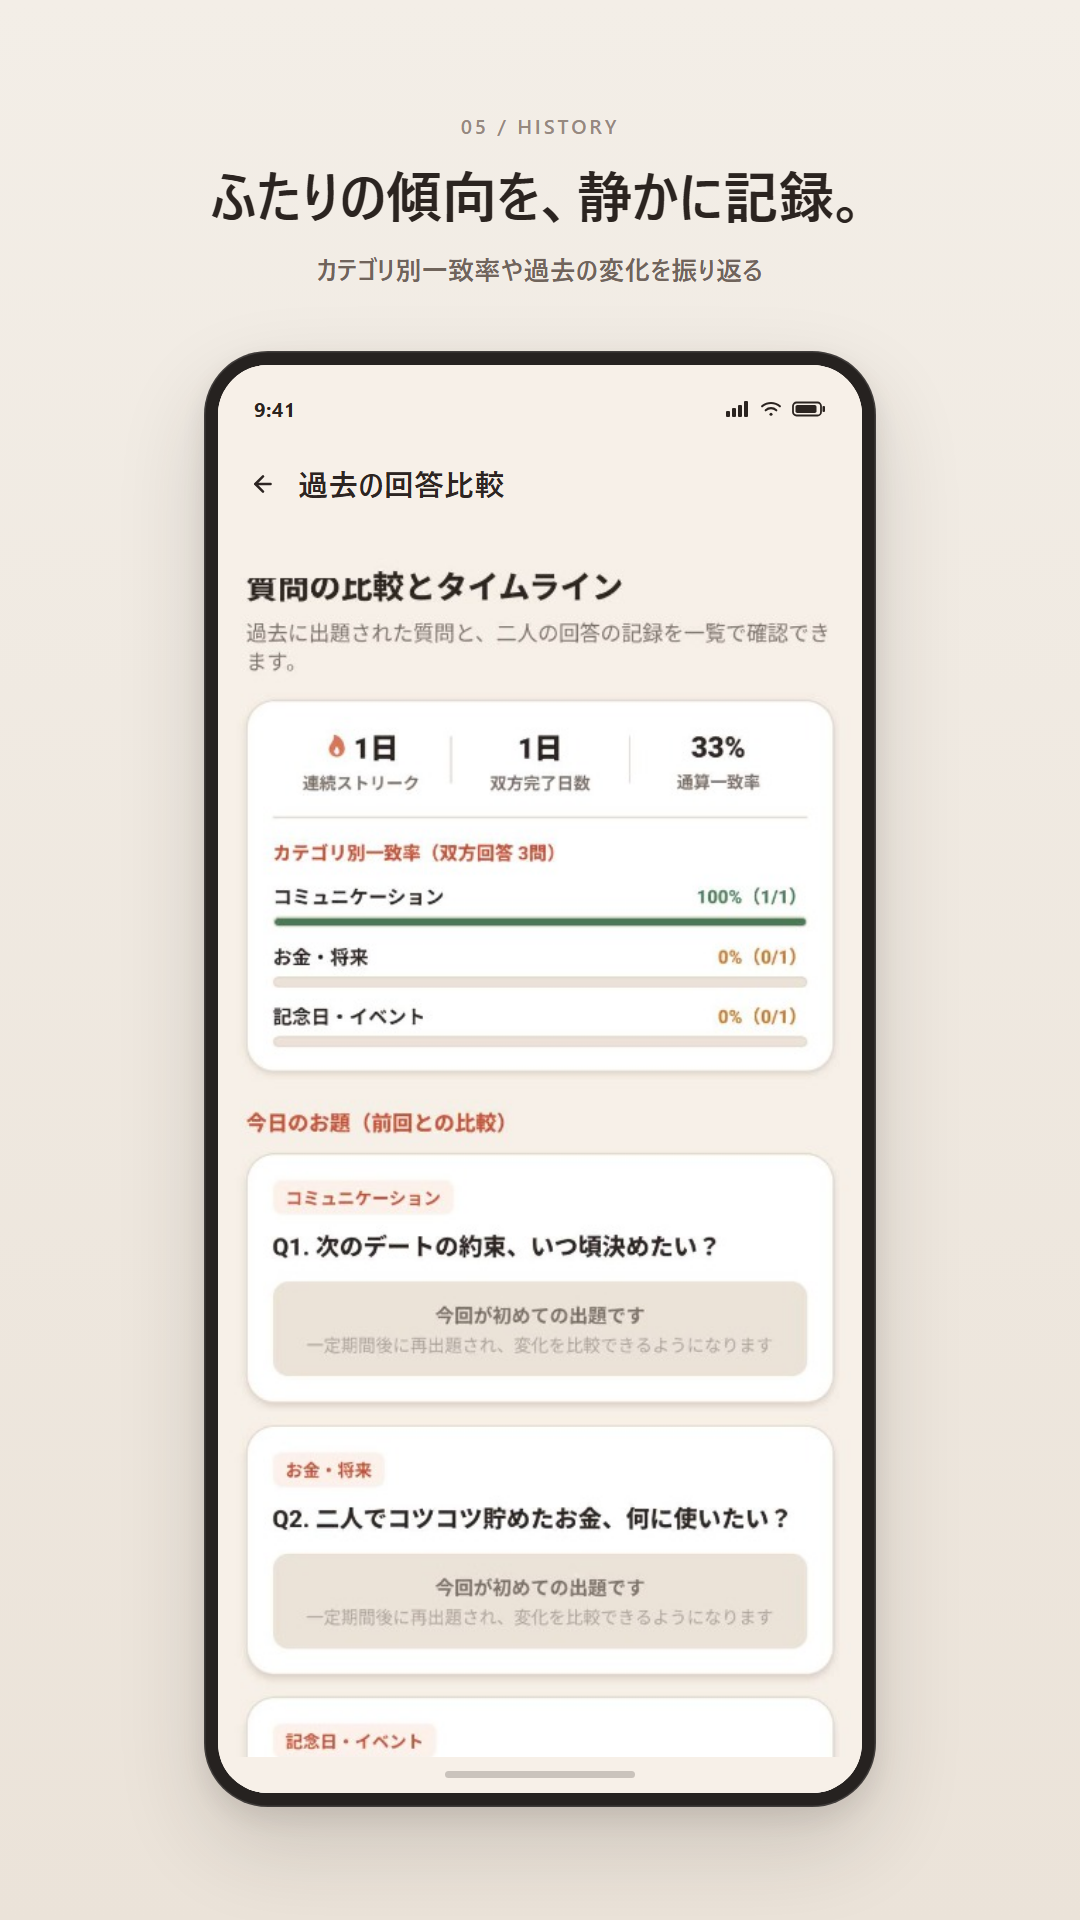 05 / HISTORY
ふたりの傾向を、静かに記録。
カテゴリ別一致率や過去の変化を振り返る
9:41
過去の回答比較
質問の比較とタイムライン
過去に出題された質問と、二人の回答の記録を一覧で確認でき
ます。
1日
連続ストリーク
1日
双方完了日数
33%
通算一致率
カテゴリ別一致率（双方回答 3問）
コミュニケーション
100%（1/1）
お金・将来
0%（0/1）
記念日・イベント
0%（0/1）
今日のお題（前回との比較）
コミュニケーション
Q1. 次のデートの約束、いつ頃決めたい？
今回が初めての出題です
一定期間後に再出題され、変化を比較できるようになります
お金・将来
Q2. 二人でコツコツ貯めたお金、何に使いたい？
今回が初めての出題です
一定期間後に再出題され、変化を比較できるようになります
記念日・イベント